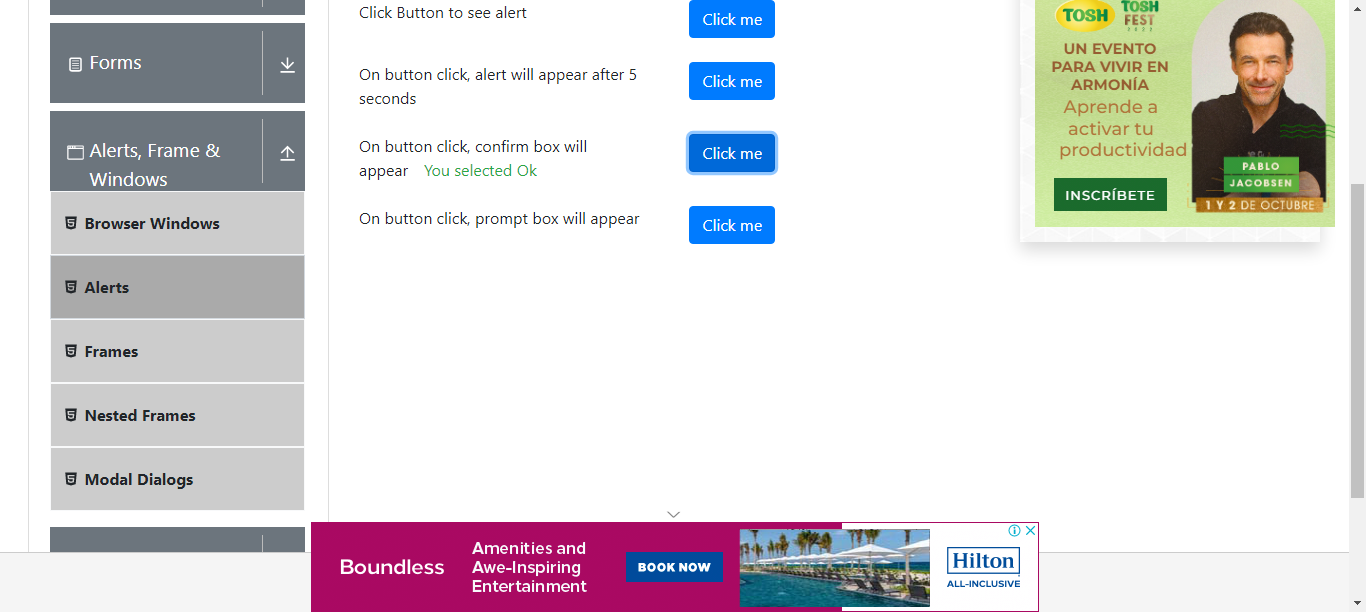 Forms
Alerts, Frame &
Windows
Browser Windows
Alerts
Frames
Nested Frames
Modal Dialogs
Click Button to see alert
Click me
On button click, alert will appear after 5
seconds
Click me
On button click, confirm box will
appear You selected Ok
Click me
On button click, prompt box will appear
Click me
TOSH
TOSH
FEST
2022
UN EVENTO
PARA VIVIR EN
ARMONÍA
Aprende a
activar tu
productividad
INSCRÍBETE
PABLO
JACOBSEN
1 Y 2 DE OCTUBRE
Boundless
Amenities and
Awe-Inspiring
Entertainment
BOOK NOW
Hilton
ALL-INCLUSIVE